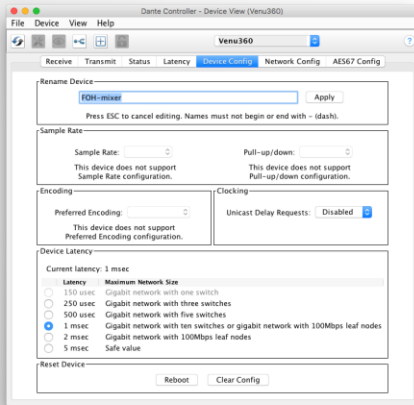 Dante Controller - Device View (Venu360)
File Device View Help
Venu360
?
Receive Transmit Status Latency Device Config Network Config AES67 Config
Rename Device
FOH-mixer Apply
Press ESC to cancel editing. Names must not begin or end with - (dash).
Sample Rate
Sample Rate: Pull-up/down:
This device does not support This device does not support
Sample Rate configuration. Pull-up/down configuration.
Encoding Clocking
Preferred Encoding: Unicast Delay Requests: Disabled
This device does not support
Preferred Encoding configuration.
Device Latency
Current latency: 1 msec
Latency Maximum Network Size
150 usec Gigabit network with one switch
250 usec Gigabit network with three switches
500 usec Gigabit network with five switches
1 msec Gigabit network with ten switches or gigabit network with 100Mbps leaf nodes
2 msec Gigabit network with 100Mbps leaf nodes
5 msec Safe value
Reset Device
Reboot Clear Config